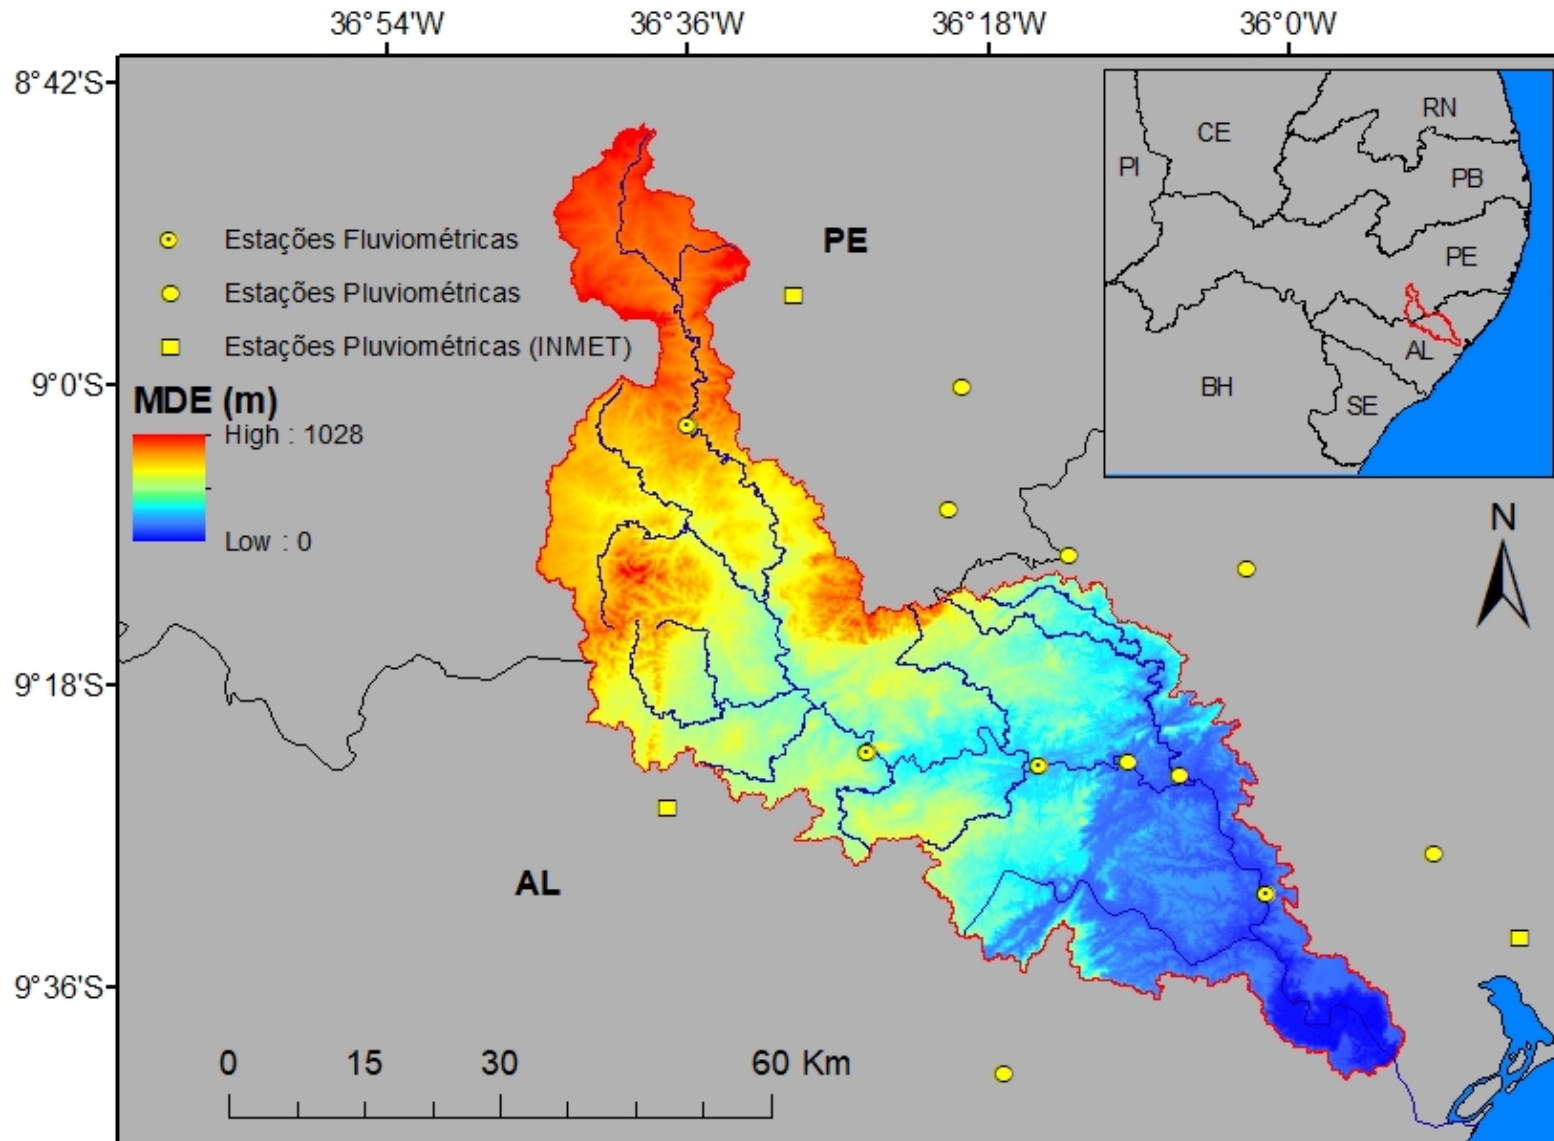 36°54'W 36°36'W 36°18'W 36°0'W
8°42'S
9°0'S
9°18'S
9°36'S
CE
RN
PI
PB
PE
AL
BH
SE
PE
Estações Fluviométricas
Estações Pluviométricas
Estações Pluviométricas (INMET)
MDE (m)
High : 1028
Low : 0
N
AL
0 15 30 60 Km